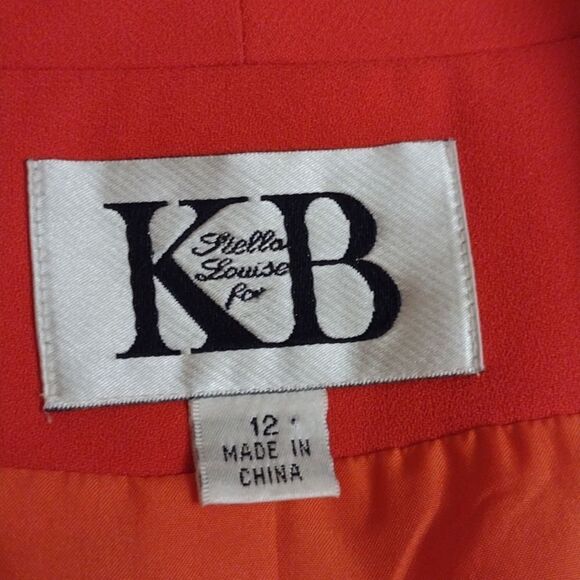 KB
Stella
Louise
for
12
MADE IN
CHINA